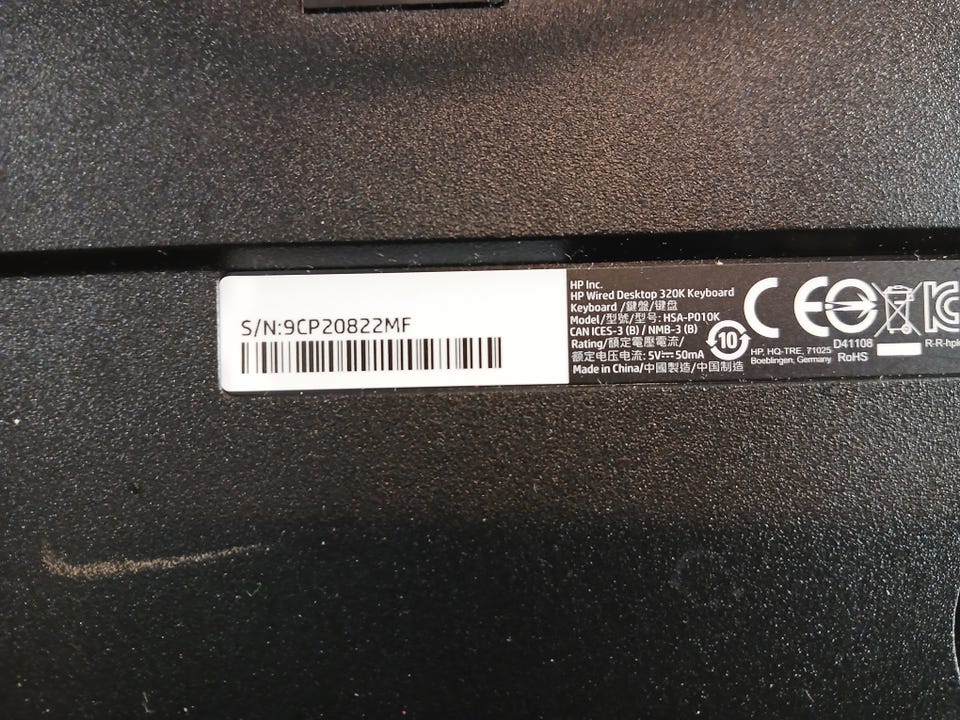 S/N:9CP20822MF
HP Inc.
HP Wired Desktop 320K Keyboard
Keyboard /鍵盤/键盘
Model/型號/型号: HSA-P010K
CAN ICES-3 (B) / NMB-3 (B)
Rating/額定電壓電流/
额定电压电流: 5V⎓50mA
Made in China/中國製造/中国制造
10
CE
HP, HQ-TRE, 71025
Boeblingen, Germany
D41108
RoHS
R-R-hpk